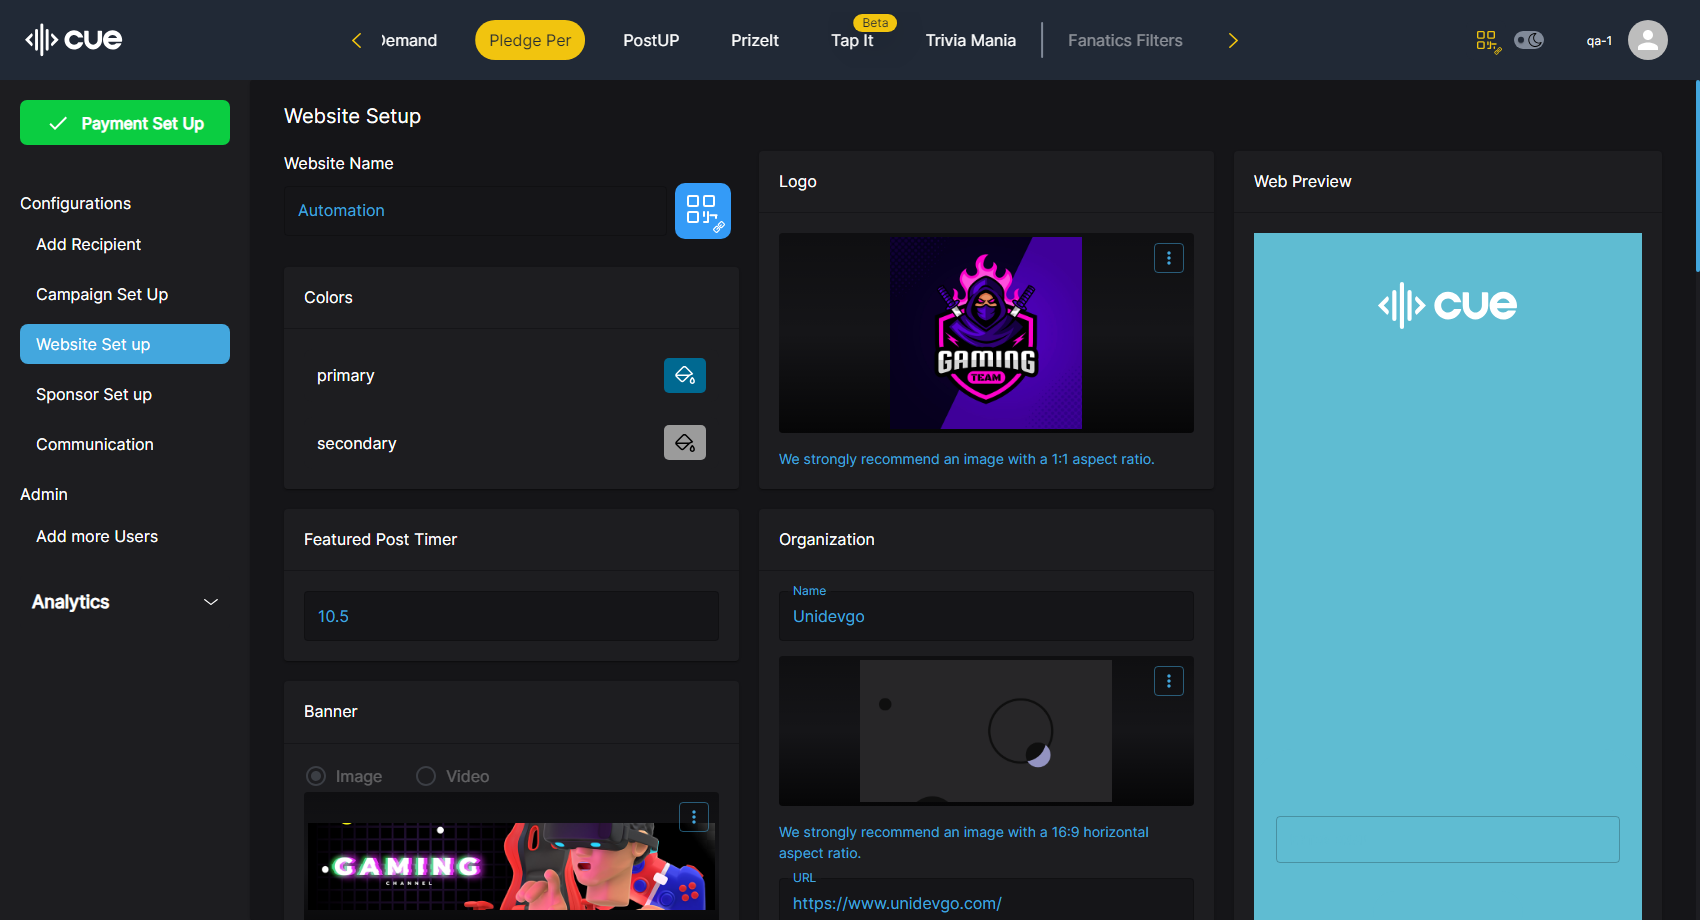 cue
Demand
Pledge Per
PostUP
PrizeIt
Beta
Tap It
Trivia Mania
Fanatics Filters
qa-1
Payment Set Up
Configurations
Add Recipient
Campaign Set Up
Website Set up
Sponsor Set up
Communication
Admin
Add more Users
Analytics
Website Setup
Website Name
Automation
Colors
primary
secondary
Featured Post Timer
10.5
Banner
Image
Video
GAMING
CHANNEL
Logo
GAMING
TEAM
We strongly recommend an image with a 1:1 aspect ratio.
Organization
Name
Unidevgo
We strongly recommend an image with a 16:9 horizontal
aspect ratio.
URL
https://www.unidevgo.com/
Web Preview
cue